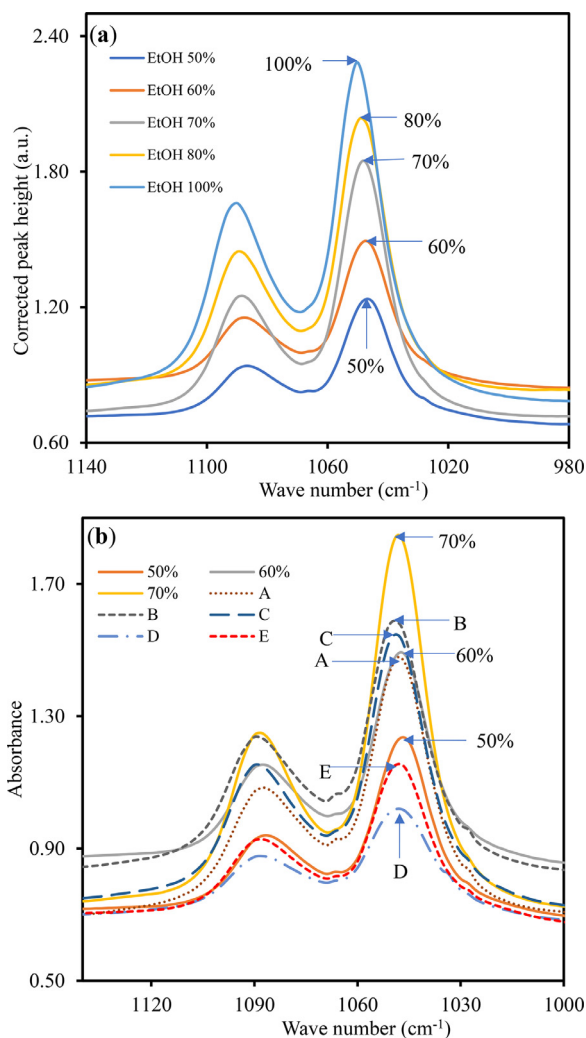 (a)
2.40
1.80
1.20
0.60
Corrected peak height (a.u.)
EtOH 50%
EtOH 60%
EtOH 70%
EtOH 80%
EtOH 100%
100%
80%
70%
60%
50%
1140 1100 1060 1020 980
Wave number (cm-1)
(b)
1.70
1.30
0.90
0.50
Absorbance
50% 60%
70% A
B C
D E
70%
B
C
60%
A
50%
E
D
1120 1090 1060 1030 1000
Wave number (cm-1)